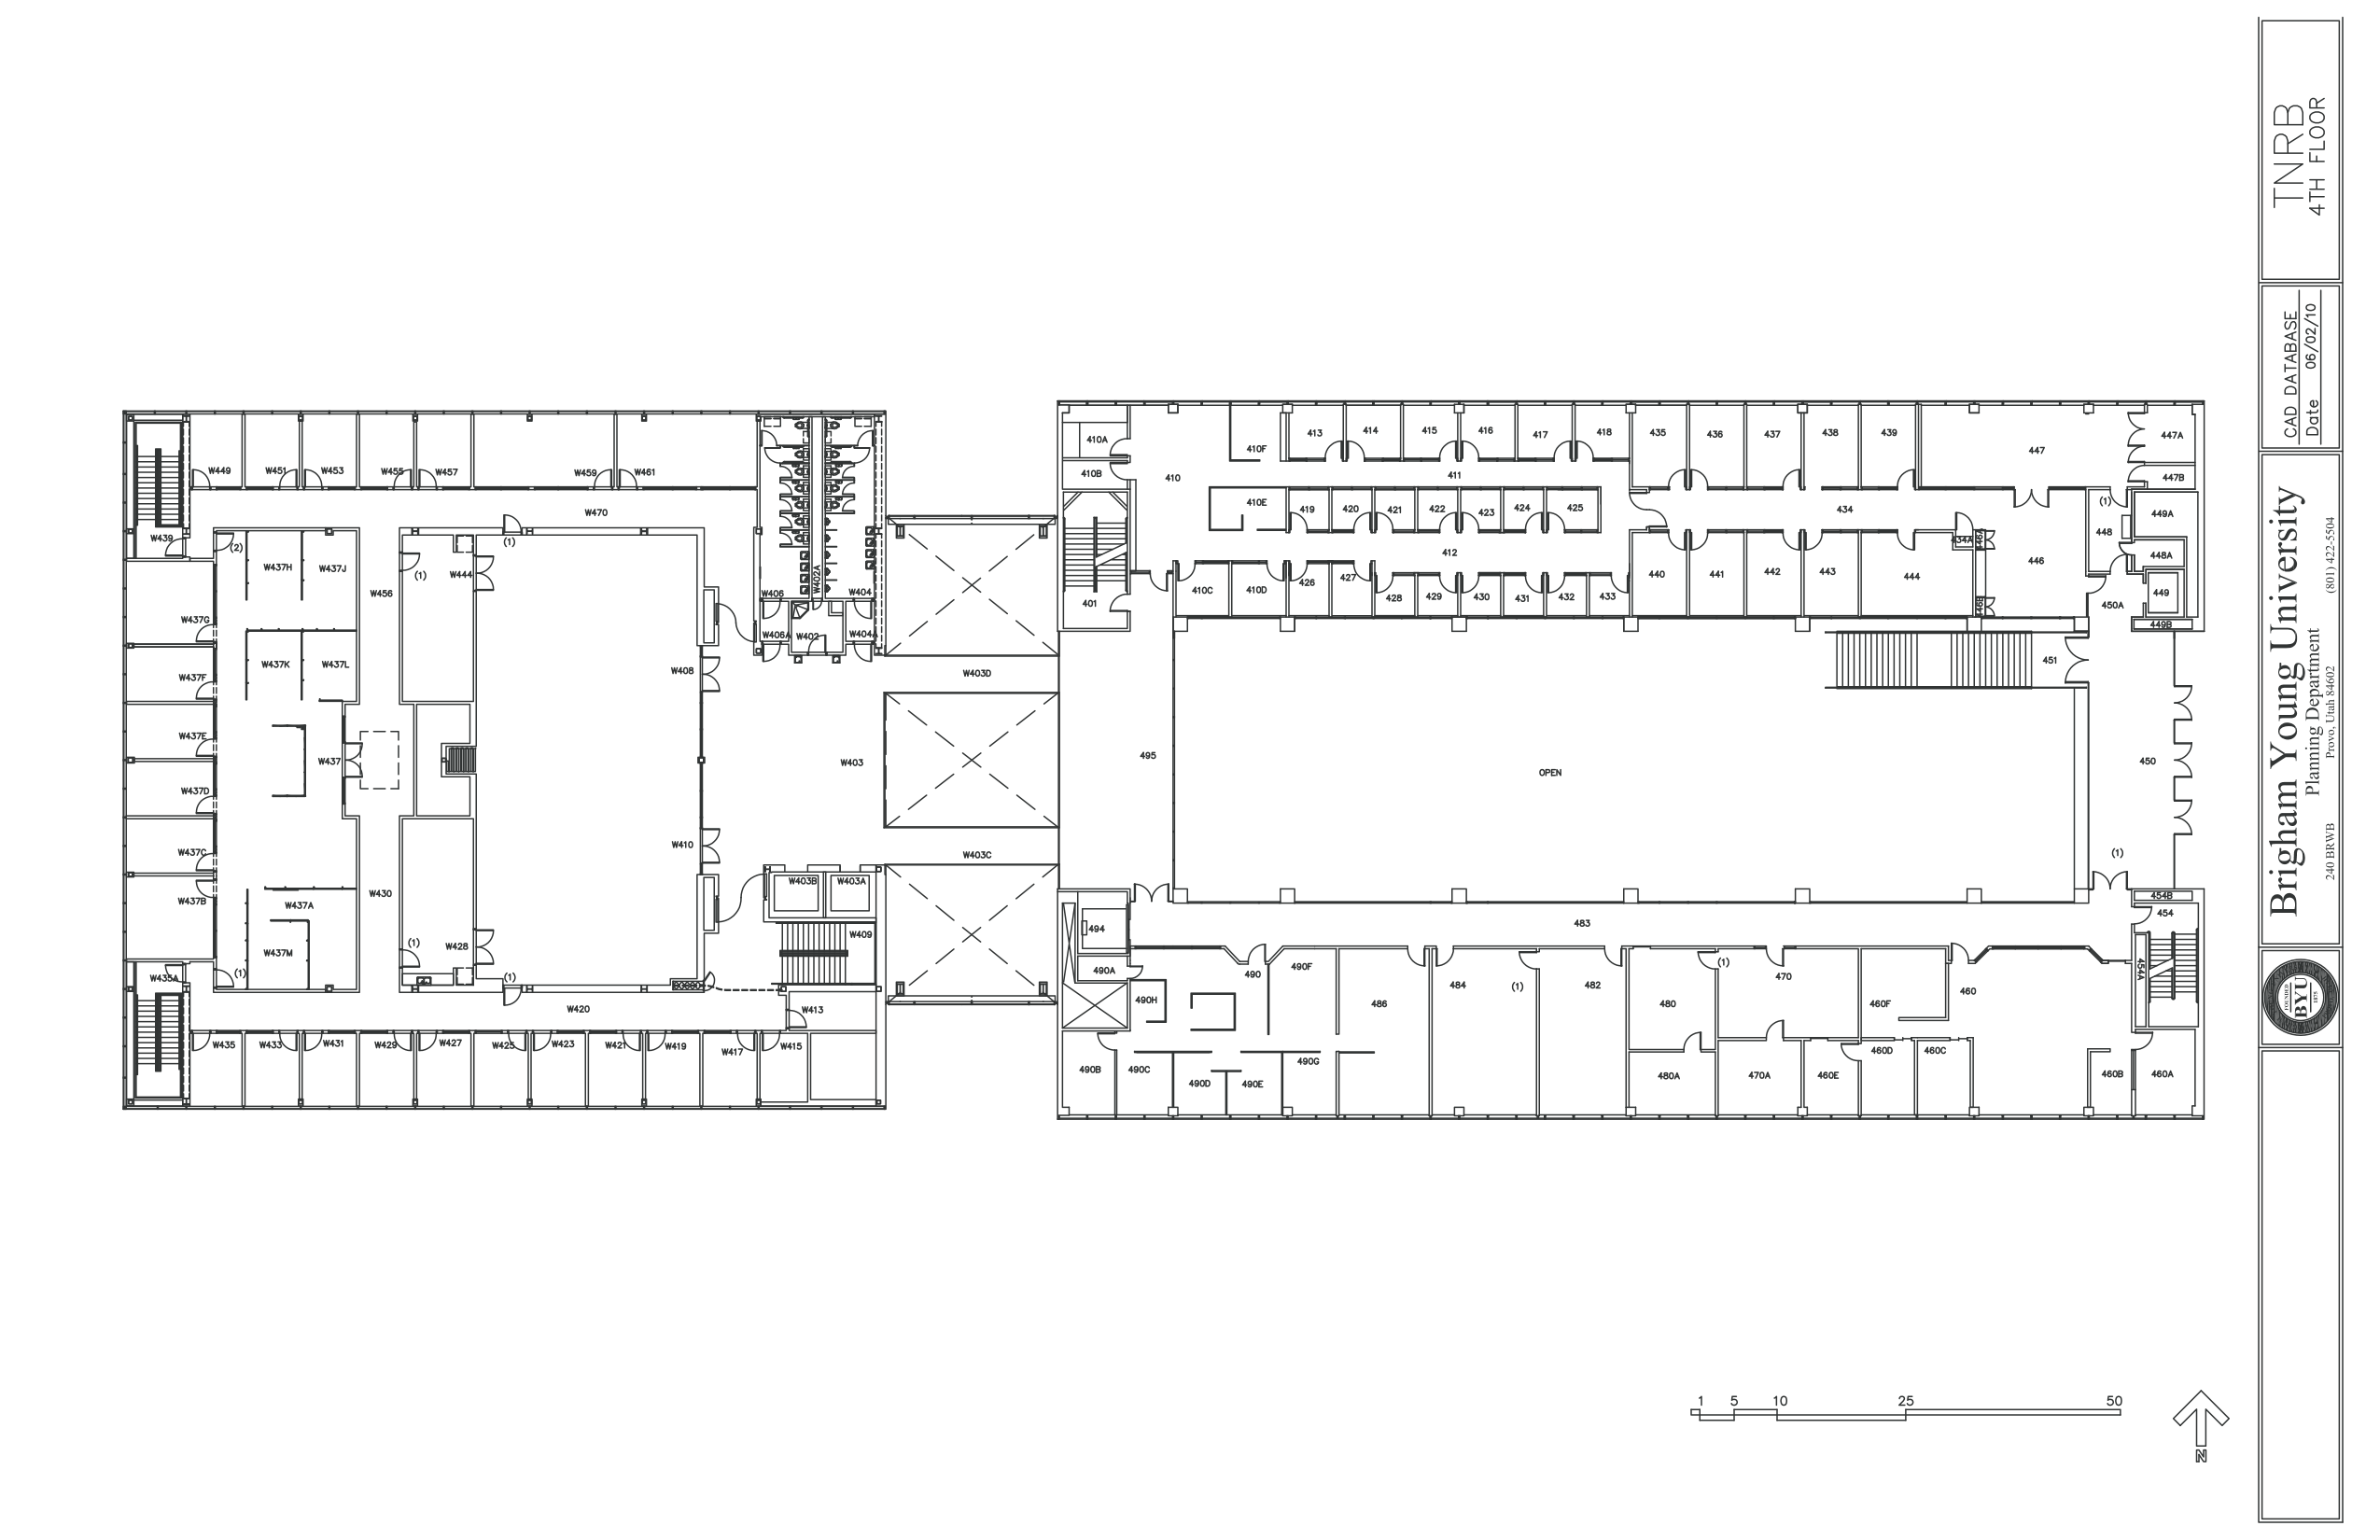 W449
W451
W453
W455
W457
W459
W461
W470
W439
(2)
W437H
W437J
W456
(1)
W444
(1)
W406
W402A
W404
W406A
W402
W404A
W437G
W437K
W437L
W437F
W408
W403D
W437E
W437
W403
W437D
W437C
W410
W403C
W437B
W437A
W430
W403B
W403A
W409
W437M
(1)
W428
W435A
(1)
(1)
W420
W413
W435
W433
W431
W429
W427
W425
W423
W421
W419
W417
W415
410A
410B
410
410F
413
414
415
416
417
418
435
436
437
438
439
447
447A
447B
411
410E
419
420
421
422
423
424
425
434
(1)
448
449A
434A
446A
446
448A
412
401
410C
410D
426
427
428
429
430
431
432
433
440
441
442
443
444
446B
450A
449
449B
451
495
OPEN
450
(1)
454B
454
454A
494
483
490A
490
490F
490H
486
484
(1)
482
480
(1)
470
460F
460
490B
490C
490D
490E
490G
480A
470A
460E
460D
460C
460B
460A
1 5 10 25 50
N
TNRB
4TH FLOOR
CAD DATABASE
Date 06/02/10
Brigham Young University
Planning Department
240 BRWB Provo, Utah 84602 (801) 422-5504
FOUNDED
BYU
1875